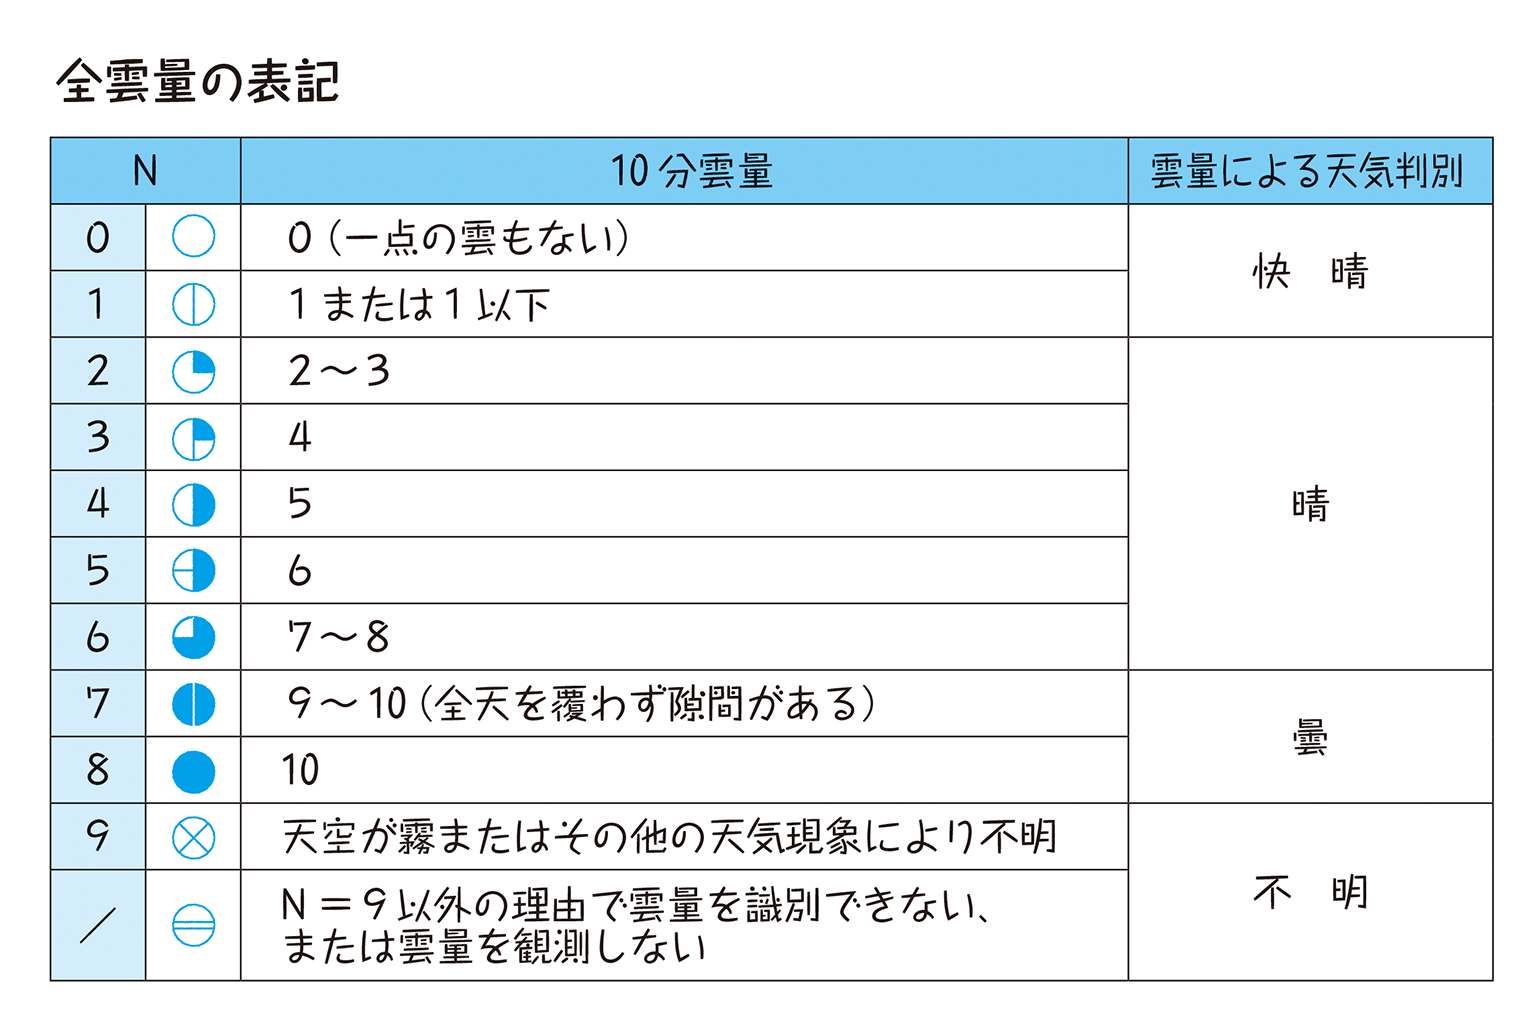 全雲量の表記
N 10分雲量 雲量による天気判別
0 0（一点の雲もない） 快 晴
1 1または1以下
2 2～3 晴
3 4
4 5
5 6
6 7～8
7 9～10（全天を覆わず隙間がある） 曇
8 10
9 天空が霧またはその他の天気現象により不明 不 明
／ N＝9以外の理由で雲量を識別できない、
または雲量を観測しない